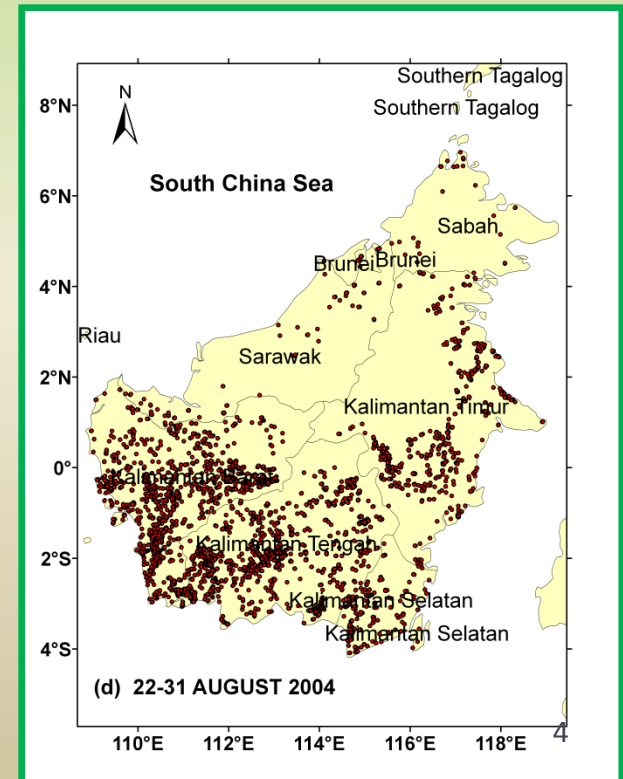 Southern Tagalog
8°N
Southern Tagalog
N
6°N
South China Sea
Sabah
Brunei Brunei
4°N
Riau
Sarawak
2°N
Kalimantan Timur
0°
Kalimantan Barat
Kalimantan Tengah
2°S
Kalimantan Selatan
Kalimantan Selatan
4°S
(d) 22-31 AUGUST 2004
4
110°E 112°E 114°E 116°E 118°E